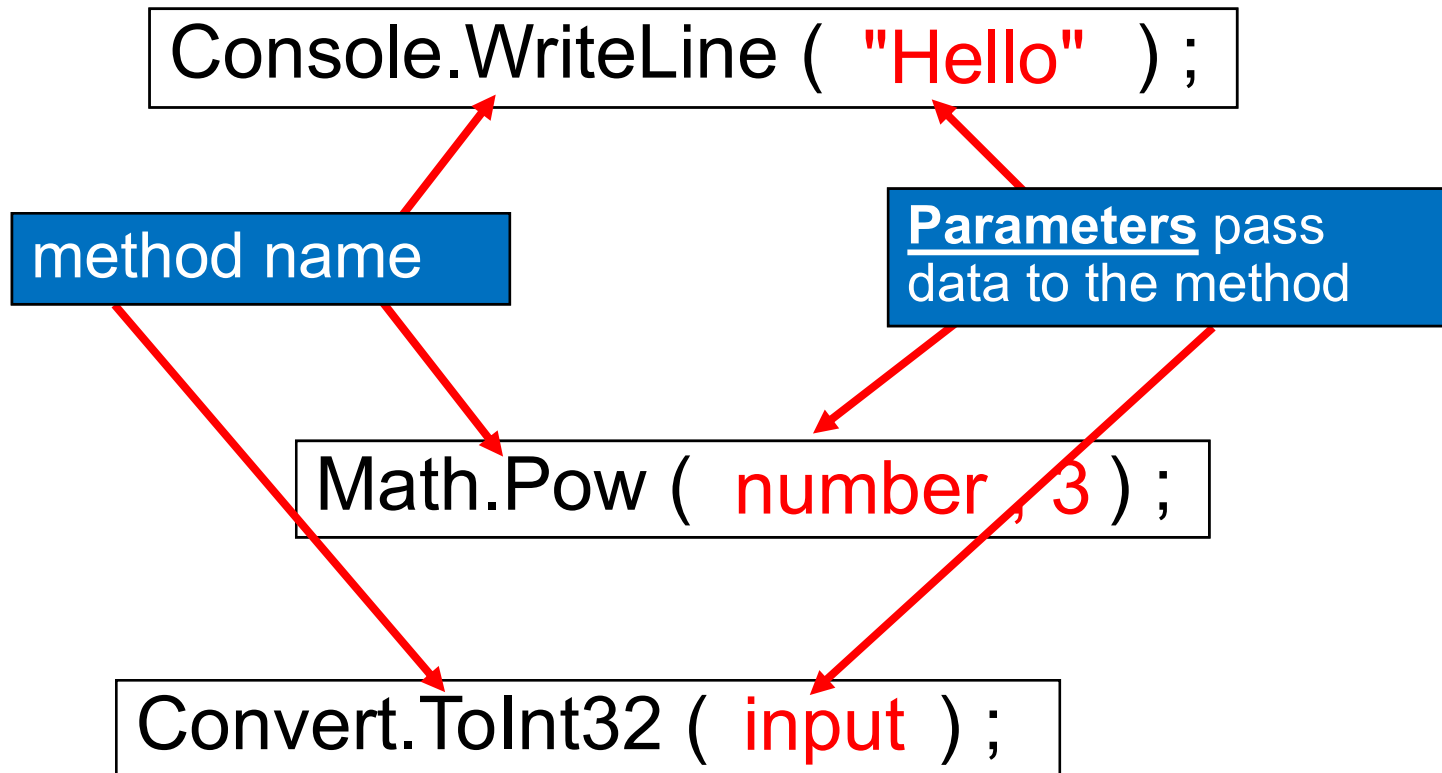 Console.WriteLine ( "Hello" ) ;
method name
Parameters pass
data to the method
Math.Pow ( number , 3 ) ;
Convert.ToInt32 ( input ) ;